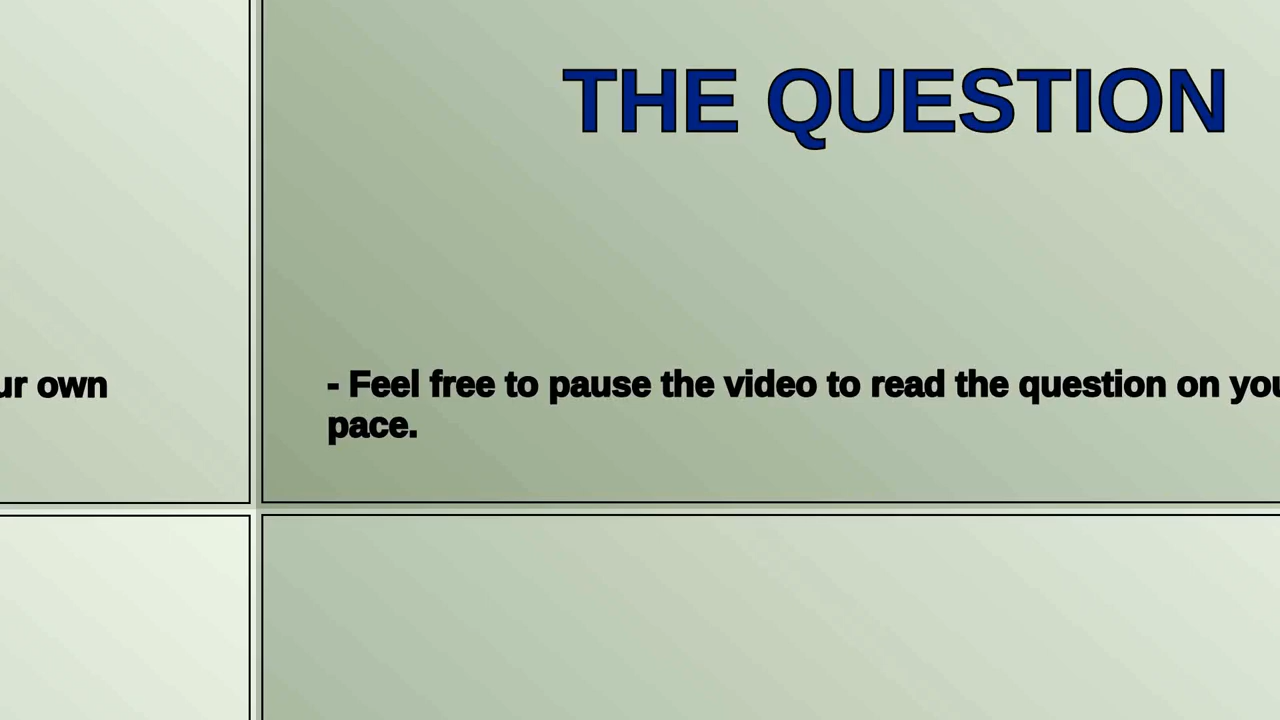 THE QUESTION
ur own
- Feel free to pause the video to read the question on you
pace.